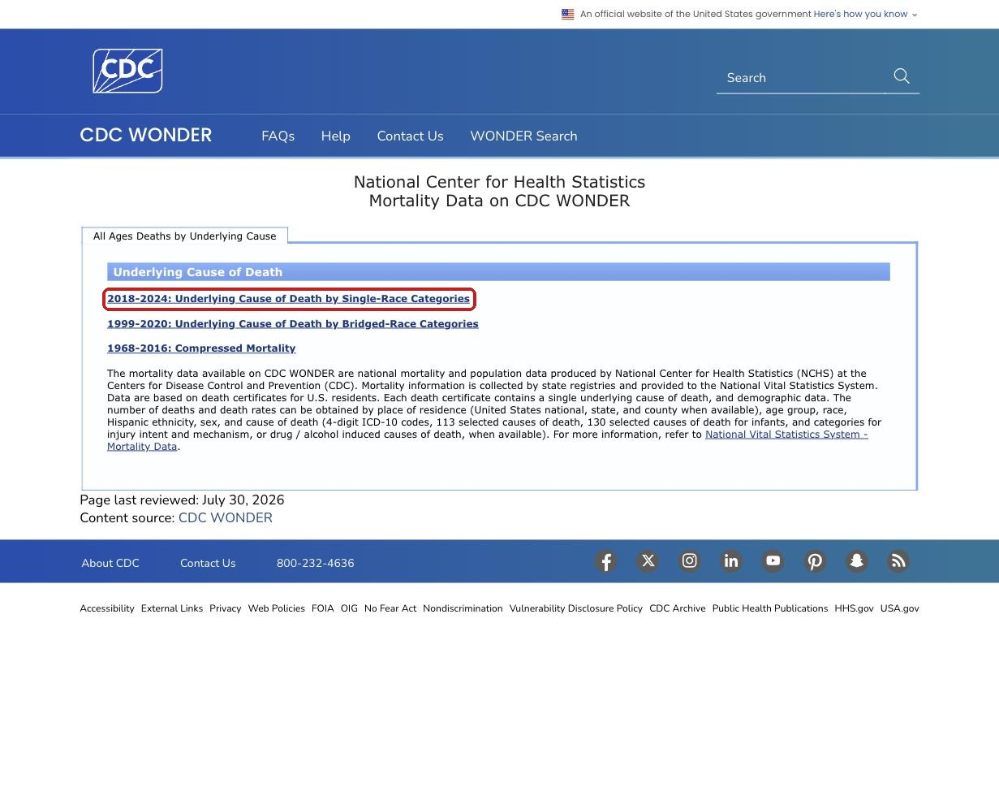 An official website of the United States government Here's how you know
CDC
Search
CDC WONDER FAQs Help Contact Us WONDER Search
National Center for Health Statistics
Mortality Data on CDC WONDER
All Ages Deaths by Underlying Cause
Underlying Cause of Death
2018-2024: Underlying Cause of Death by Single-Race Categories
1999-2020: Underlying Cause of Death by Bridged-Race Categories
1968-2016: Compressed Mortality
The mortality data available on CDC WONDER are national mortality and population data produced by National Center for Health Statistics (NCHS) at the
Centers for Disease Control and Prevention (CDC). Mortality information is collected by state registries and provided to the National Vital Statistics System.
Data are based on death certificates for U.S. residents. Each death certificate contains a single underlying cause of death, and demographic data. The
number of deaths and death rates can be obtained by place of residence (United States national, state, and county when available), age group, race,
Hispanic ethnicity, sex, and cause of death (4-digit ICD-10 codes, 113 selected causes of death, 130 selected causes of death for infants, and categories for
injury intent and mechanism, or drug / alcohol induced causes of death, when available). For more information, refer to National Vital Statistics System -
Mortality Data.
Page last reviewed: July 30, 2026
Content source: CDC WONDER
About CDC Contact Us 800-232-4636
Accessibility External Links Privacy Web Policies FOIA OIG No Fear Act Nondiscrimination Vulnerability Disclosure Policy CDC Archive Public Health Publications HHS.gov USA.gov